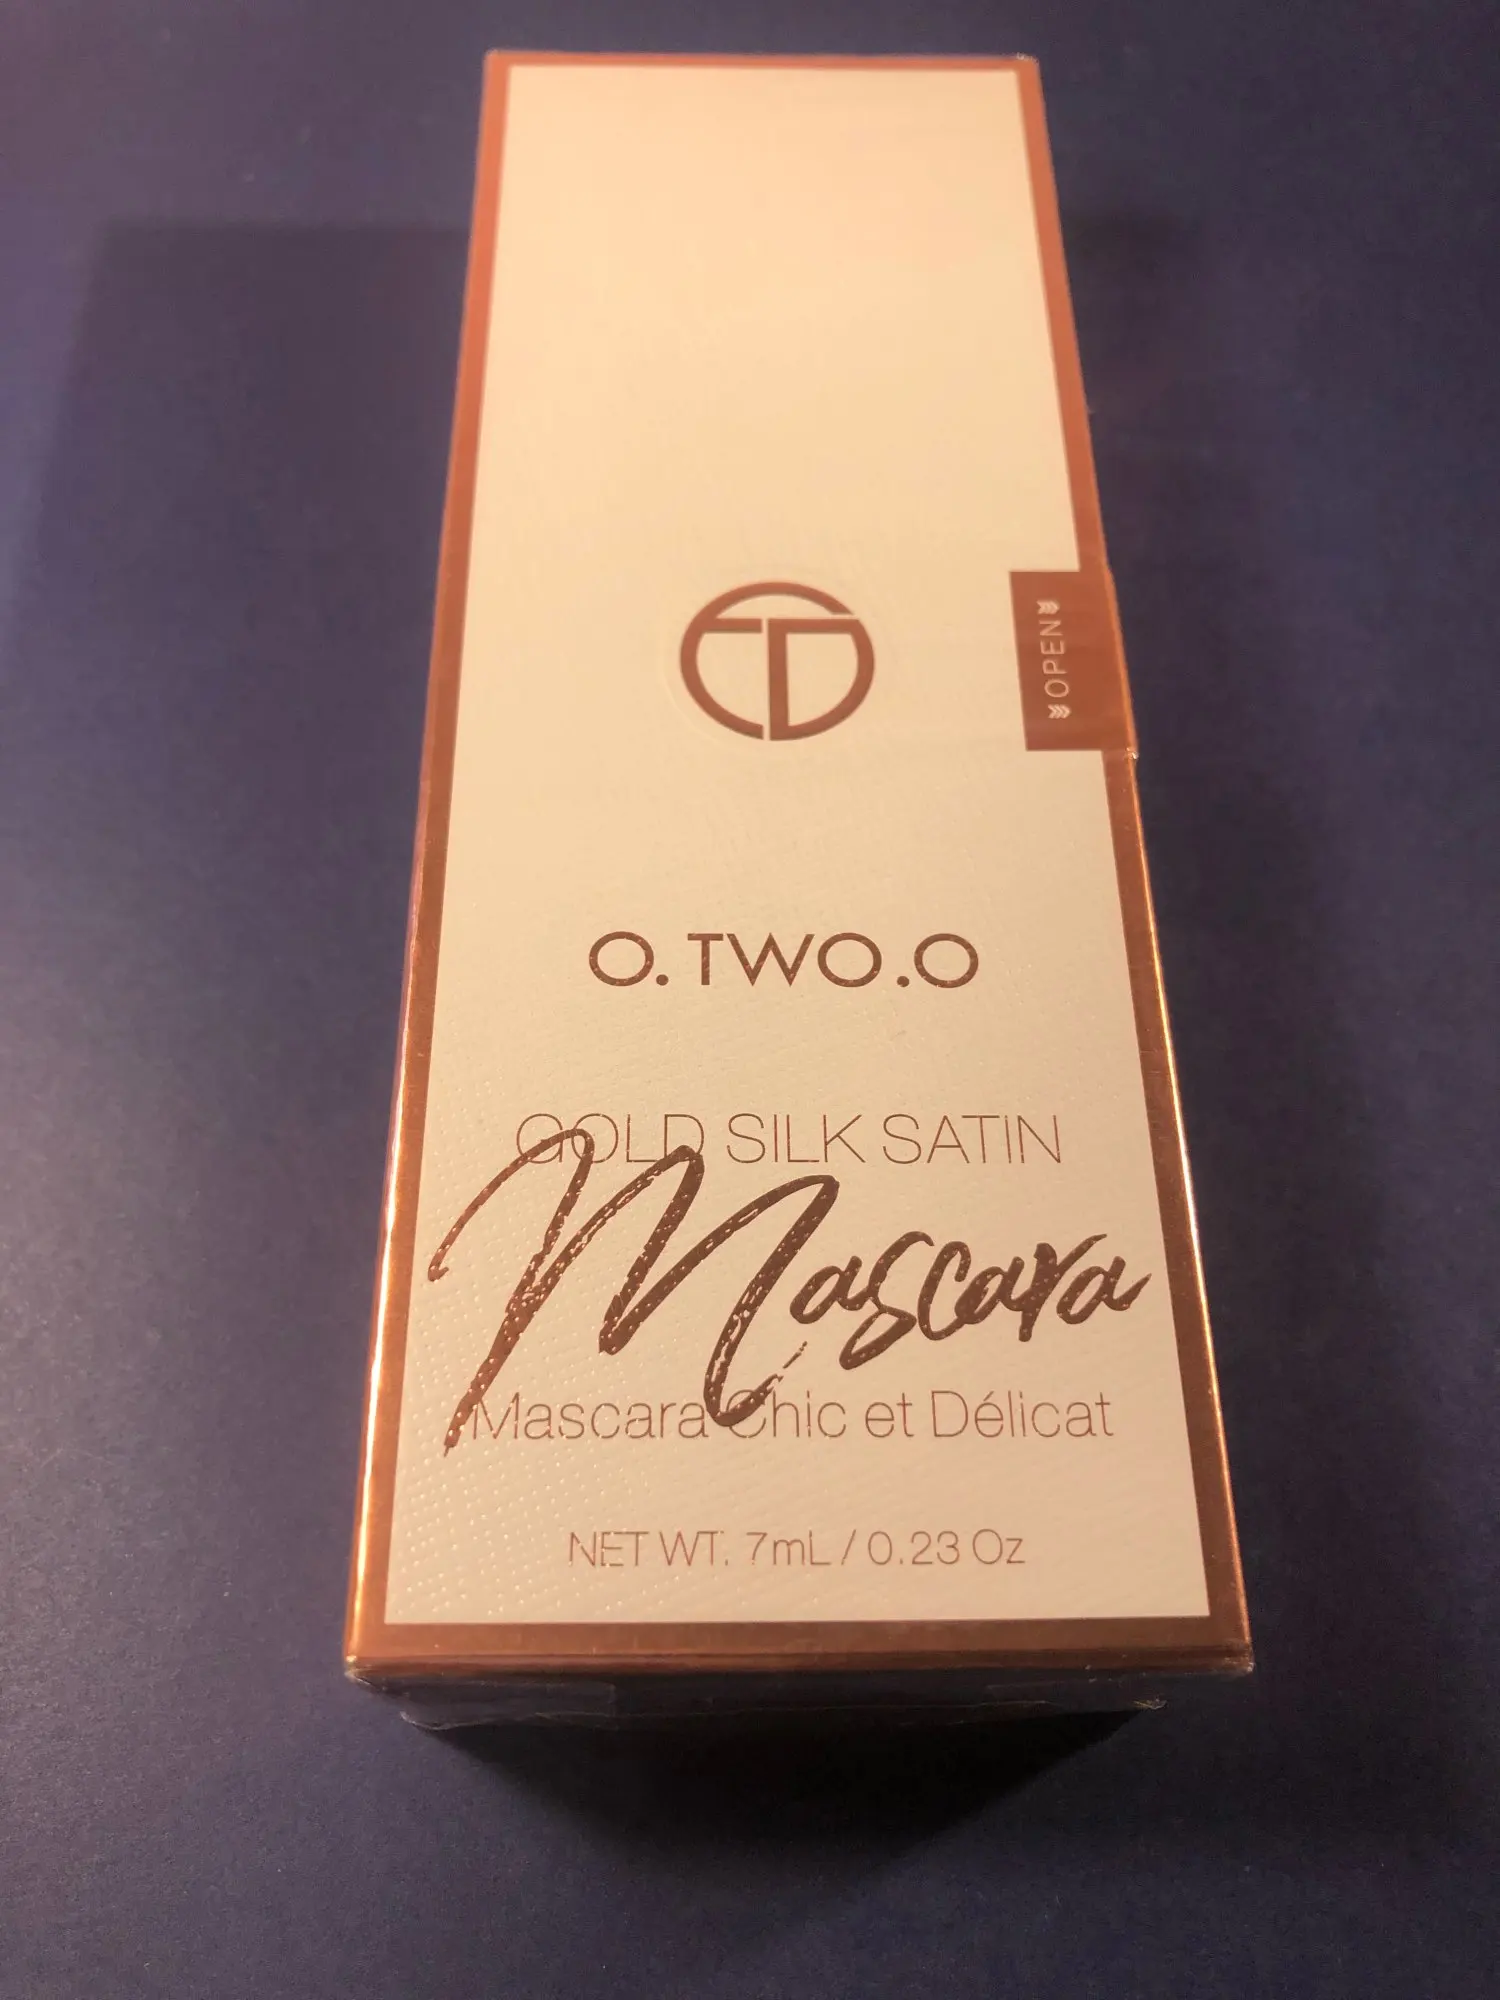 OPEN
O.TWO.O
GOLD SILK SATIN
Mascara
Mascara Chic et Délicat
NET WT. 7mL / 0.23 Oz